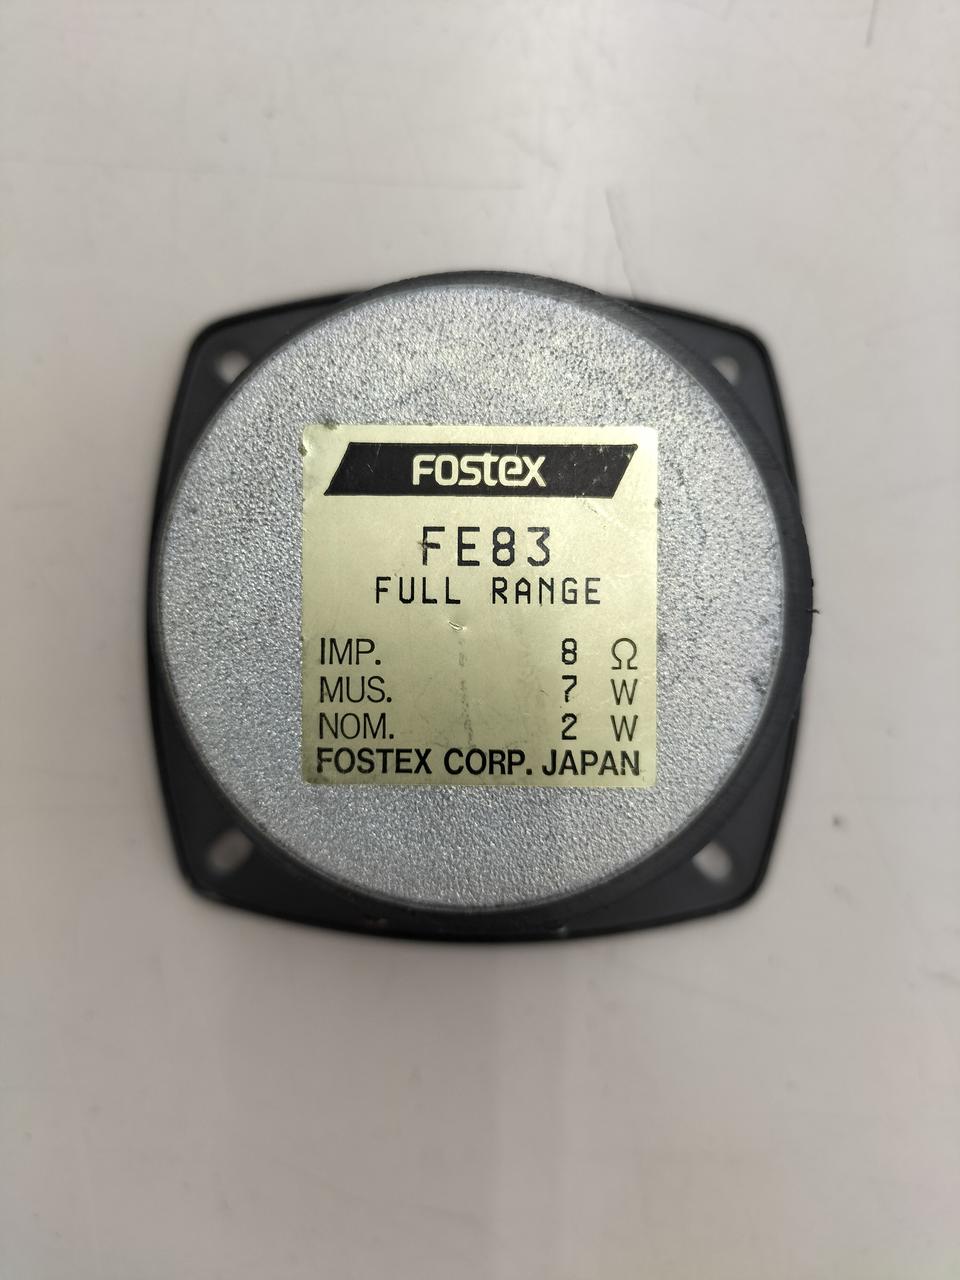 FOSTEX
FE83
FULL RANGE
IMP. 8 Ω
MUS. 7 W
NOM. 2 W
FOSTEX CORP. JAPAN